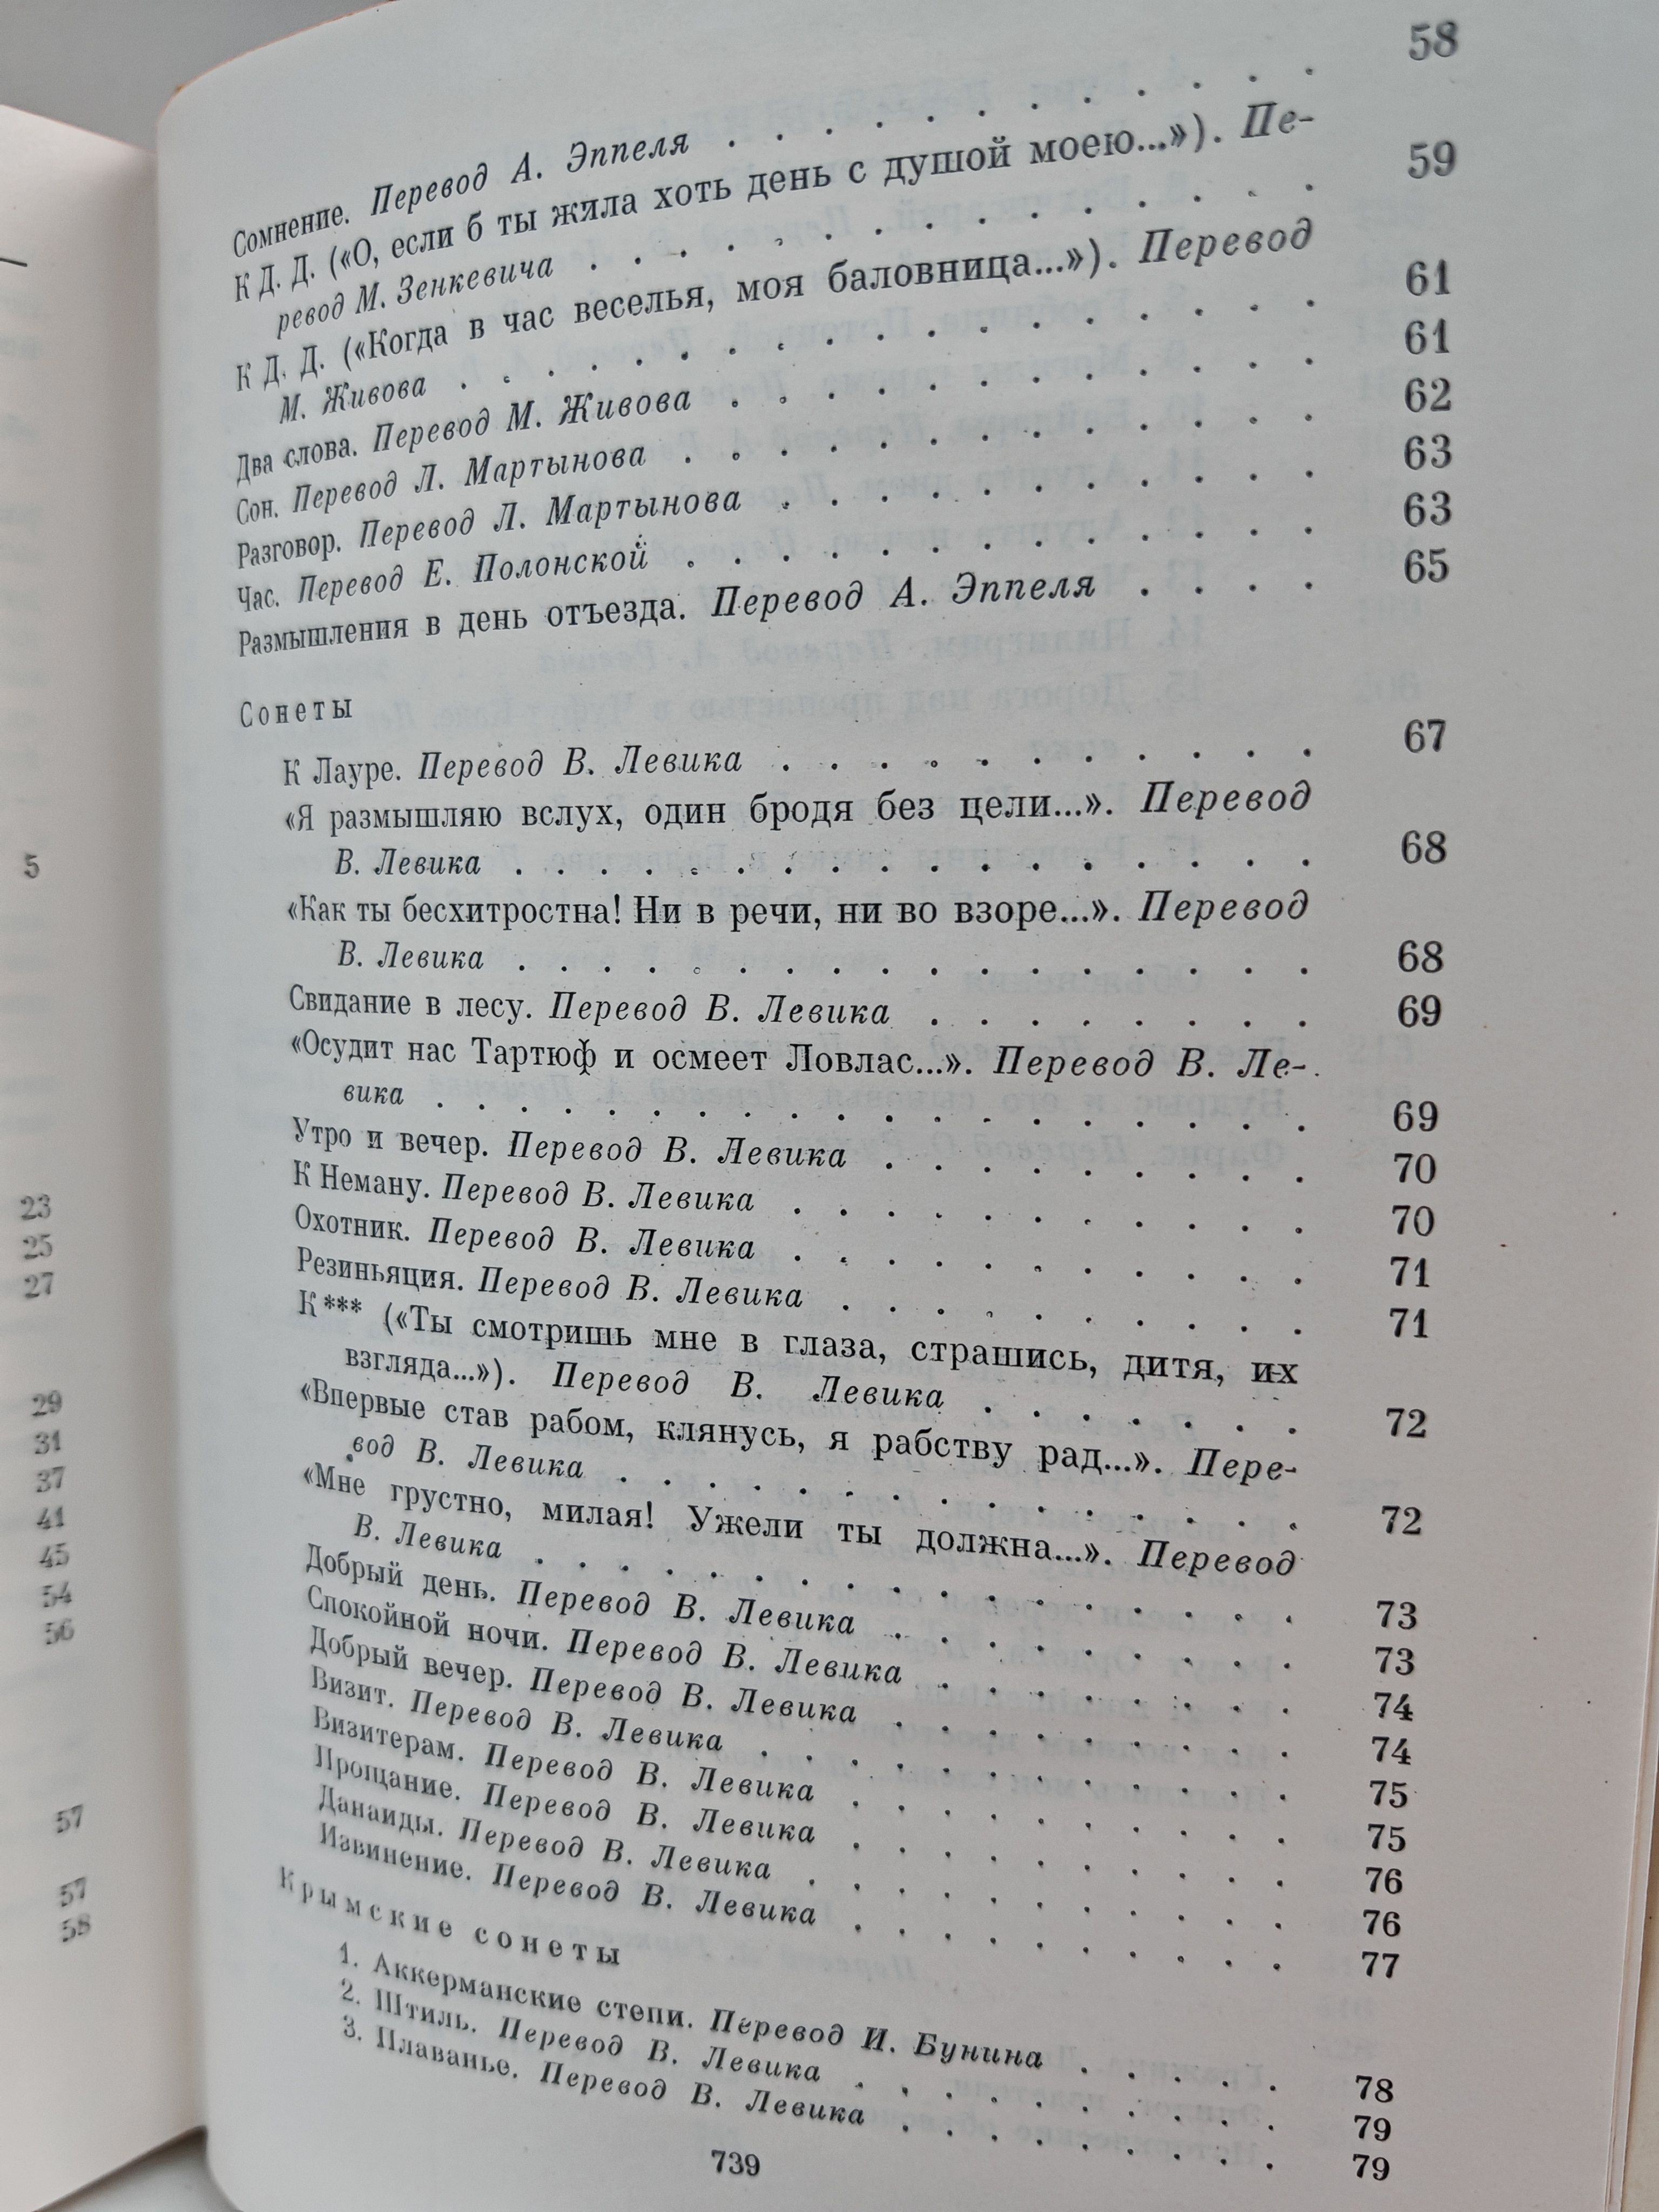 5
23
25
27
29
31
37
41
45
54
56
57
57
58
Сомнение. Перевод А. Эппеля . . . . . . . . . . . . 58
К Д. Д. («О, если б ты жила хоть день с душой моею...»). Пе-
ревод М. Зенкевича . . . . . . . . . . . . . . . . 59
К Д. Д. («Когда в час веселья, моя баловница...»). Перевод
М. Живова . . . . . . . . . . . . . . . . . . . 61
Два слова. Перевод М. Живова . . . . . . . . . . . . 61
Сон. Перевод Л. Мартынова . . . . . . . . . . . . . 62
Разговор. Перевод Л. Мартынова . . . . . . . . . . . 63
Час. Перевод Е. Полонской . . . . . . . . . . . . . 63
Размышления в день отъезда. Перевод А. Эппеля . . . . 65
Сонеты
К Лауре. Перевод В. Левика . . . . . . . . . . . 67
«Я размышляю вслух, один бродя без цели...». Перевод
В. Левика . . . . . . . . . . . . . . . . . . 68
«Как ты бесхитростна! Ни в речи, ни во взоре...». Перевод
В. Левика . . . . . . . . . . . . . . . . . . 68
Свидание в лесу. Перевод В. Левика . . . . . . . . 69
«Осудит нас Тартюф и осмеет Ловлас...». Перевод В. Ле-
вика . . . . . . . . . . . . . . . . . . . . 69
Утро и вечер. Перевод В. Левика . . . . . . . . . 70
К Неману. Перевод В. Левика . . . . . . . . . . . 70
Охотник. Перевод В. Левика . . . . . . . . . . . 71
Резиньяция. Перевод В. Левика . . . . . . . . . . 71
К*** («Ты смотришь мне в глаза, страшись, дитя, их
взгляда...»). Перевод В. Левика . . . . . . . 72
«Впервые став рабом, клянусь, я рабству рад...». Пере-
вод В. Левика . . . . . . . . . . . . . . . 72
«Мне грустно, милая! Ужели ты должна...». Перевод
В. Левика . . . . . . . . . . . . . . . . . 73
Добрый день. Перевод В. Левика . . . . . . . . . 73
Спокойной ночи. Перевод В. Левика . . . . . . . . 74
Добрый вечер. Перевод В. Левика . . . . . . . . . 74
Визит. Перевод В. Левика . . . . . . . . . . . . 75
Визитерам. Перевод В. Левика . . . . . . . . . . 75
Прощание. Перевод В. Левика . . . . . . . . . . 76
Данаиды. Перевод В. Левика . . . . . . . . . . . 76
Извинение. Перевод В. Левика . . . . . . . . . . 77
Крымские сонеты
1. Аккерманские степи. Перевод И. Бунина . . . . . 78
2. Штиль. Перевод В. Левика . . . . . . . . . . 79
3. Плаванье. Перевод В. Левика . . . . . . . . . 79
739